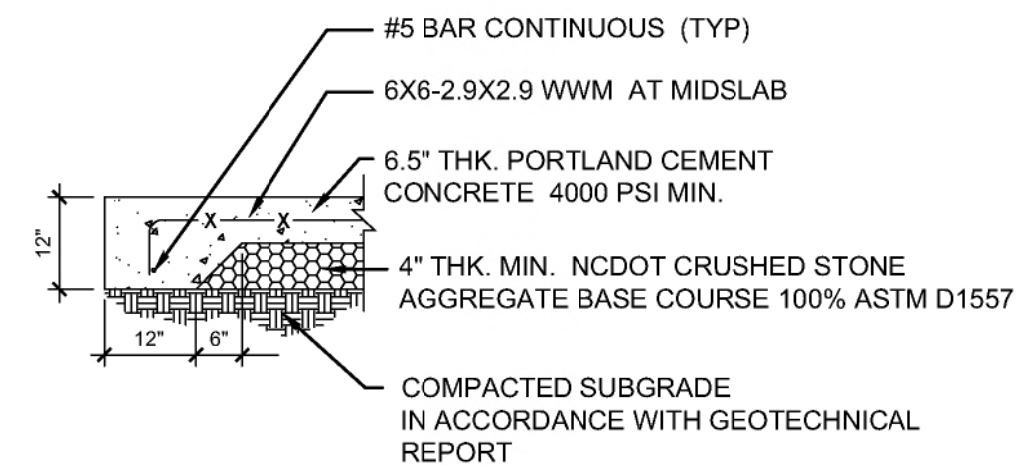 #5 BAR CONTINUOUS (TYP)
6X6-2.9X2.9 WWM AT MIDSLAB
6.5" THK. PORTLAND CEMENT
CONCRETE 4000 PSI MIN.
12"
X X
4" THK. MIN. NCDOT CRUSHED STONE
AGGREGATE BASE COURSE 100% ASTM D1557
12" 6"
COMPACTED SUBGRADE
IN ACCORDANCE WITH GEOTECHNICAL
REPORT